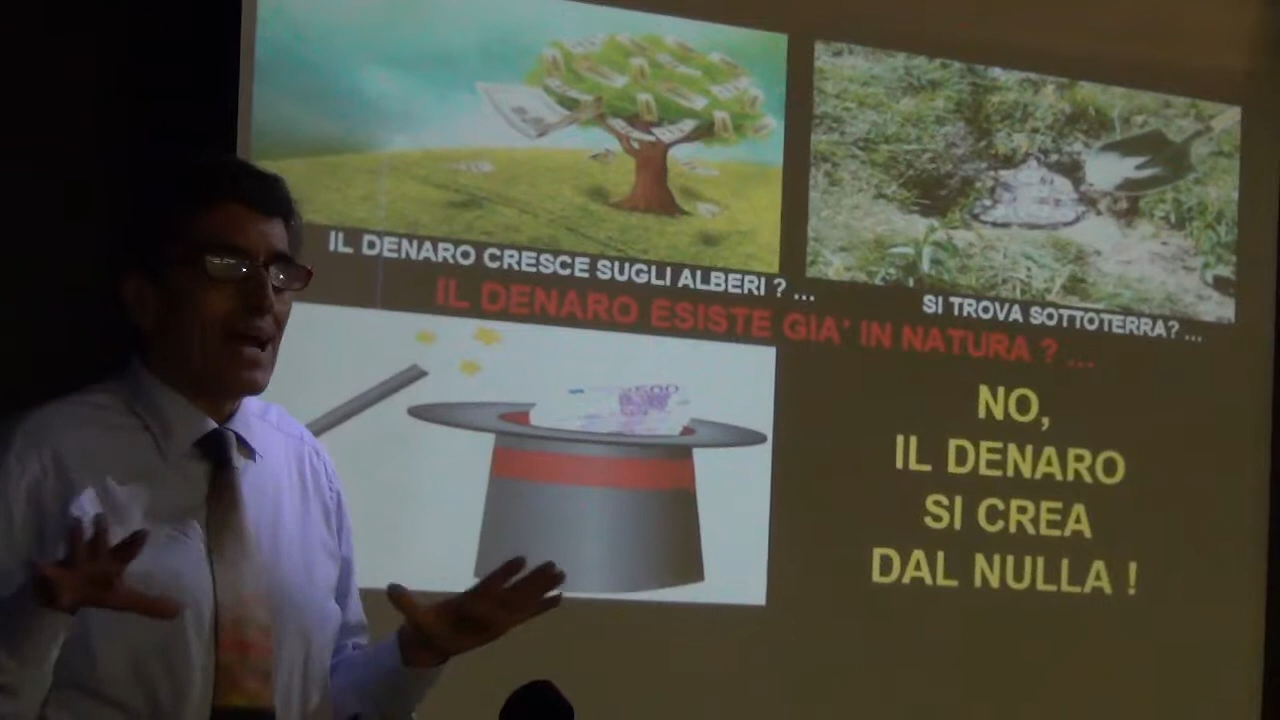 IL DENARO CRESCE SUGLI ALBERI ? ...
SI TROVA SOTTOTERRA? ...
IL DENARO ESISTE GIA' IN NATURA ? ...
500
NO,
IL DENARO
SI CREA
DAL NULLA !